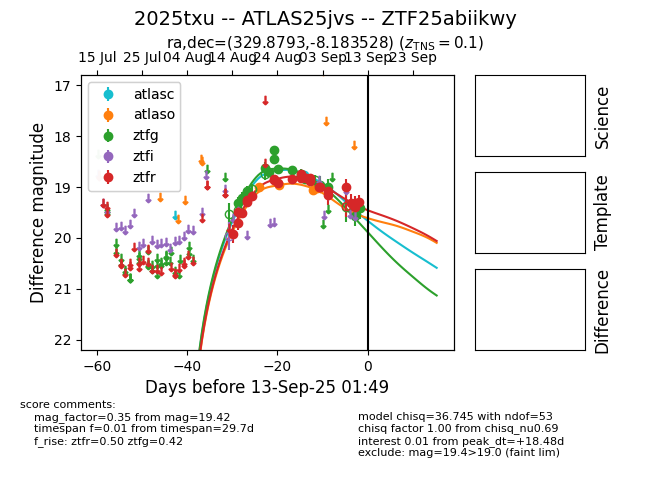 2025txu -- ATLAS25jvs -- ZTF25abiikwy
ra,dec=(329.8793,-8.183528) (z_TNS = 0.1)
15 Jul 25 Jul 04 Aug 14 Aug 24 Aug 03 Sep 13 Sep 23 Sep
17
18
19
20
21
22
Difference magnitude
atlasc
atlaso
ztfg
ztfi
ztfr
−60 −40 −20 0
Days before 13-Sep-25 01:49
Science
Template
Difference
score comments:
mag_factor=0.35 from mag=19.42
timespan f=0.01 from timespan=29.7d
f_rise: ztfr=0.50 ztfg=0.42
model chisq=36.745 with ndof=53
chisq factor 1.00 from chisq_nu0.69
interest 0.01 from peak_dt=+18.48d
exclude: mag=19.4>19.0 (faint lim)